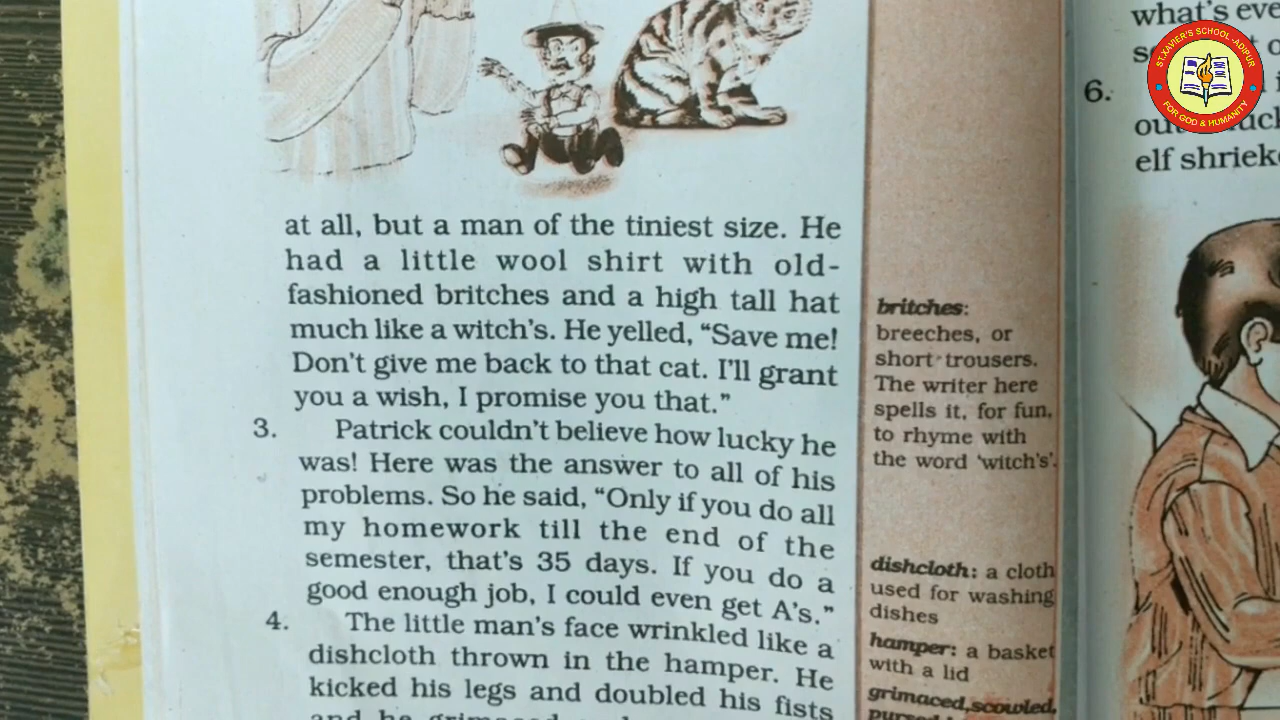 at all, but a man of the tiniest size. He
had a little wool shirt with old-
fashioned britches and a high tall hat
much like a witch's. He yelled, “Save me!
Don't give me back to that cat. I'll grant
you a wish, I promise you that.”
3. Patrick couldn't believe how lucky he
was! Here was the answer to all of his
problems. So he said, “Only if you do all
my homework till the end of the
semester, that's 35 days. If you do a
good enough job, I could even get A's.”
4. The little man's face wrinkled like a
dishcloth thrown in the hamper. He
kicked his legs and doubled his fists
britches:
breeches, or
short trousers.
The writer here
spells it, for fun,
to rhyme with
the word ‘witch's’.
dishcloth: a cloth
used for washing
dishes
hamper: a basket
with a lid
grimaced, scowled,
what's eve
6.
elf shriek
ST.XAVIER'S SCHOOL-ADIPUR
FOR GOD & HUMANITY